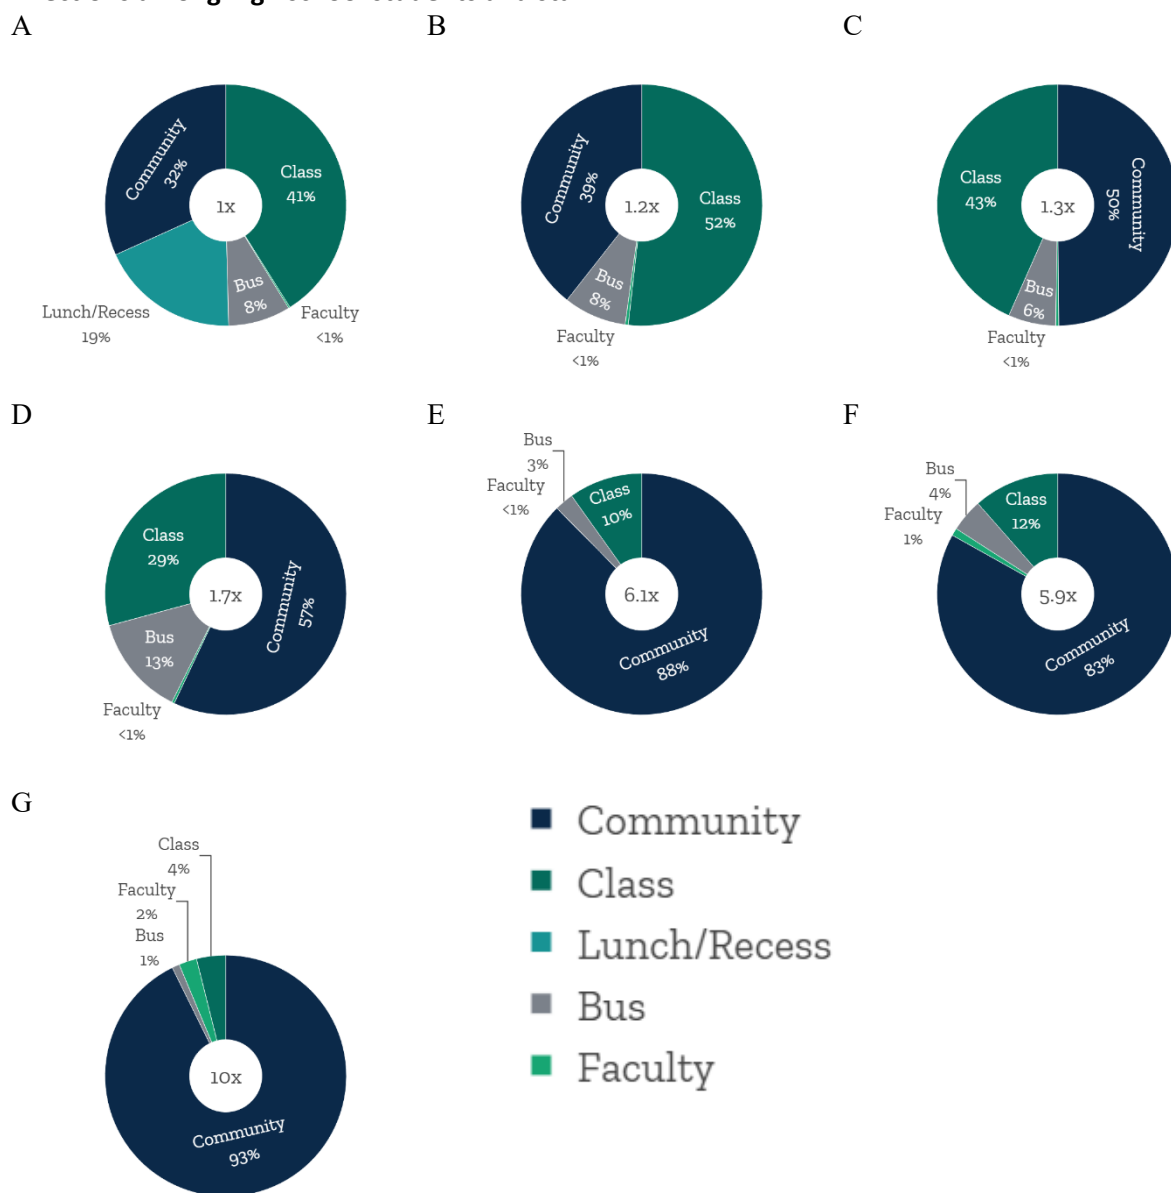 A
Community
32%
Class
41%
1x
Lunch/Recess
19%
Bus
8%
Faculty
<1%
B
Community
39%
Class
52%
1.2x
Bus
8%
Faculty
<1%
C
Class
43%
Community
50%
1.3x
Bus
6%
Faculty
<1%
D
Class
29%
Community
57%
1.7x
Bus
13%
Faculty
<1%
E
Bus
3%
Faculty
<1%
Class
10%
6.1x
Community
88%
F
Bus
4%
Faculty
1%
Class
12%
5.9x
Community
83%
G
Class
4%
Faculty
2%
Bus
1%
10x
Community
93%
Community
Class
Lunch/Recess
Bus
Faculty